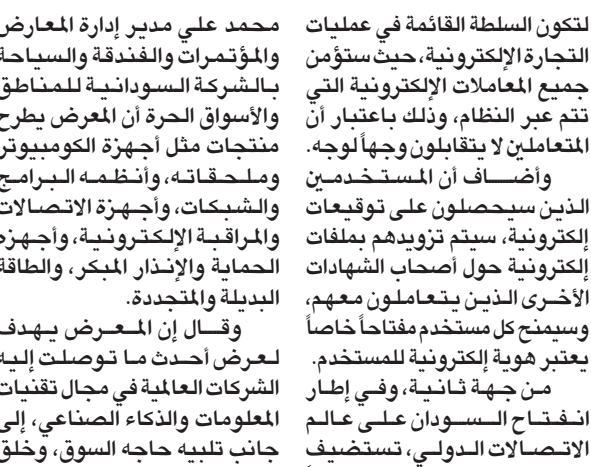 لتكون السلطة القائمة في عمليات
التجارة الإلكترونية، حيث ستؤمن
جميع المعاملات الإلكترونية التي
تتم عبر النظام، وذلك باعتبار أن
المتعاملين لا يتقابلون وجهاً لوجه.
وأضـــاف أن المستخدمين
الذين سيحصلون على توقيعات
إلكترونية، سيتم تزويدهم بملفات
إلكترونية حول أصحاب الشهادات
الأخرى الذين يتعاملون معهم،
وسيمنح كل مستخدم مفتاحاً خاصاً
يعتبر هوية إلكترونية للمستخدم.
من جهة ثانية، وفي إطار
انفتاح السودان على عالم
الاتصالات الدولي، تستضيف
محمد علي مدير إدارة المعارض
والمؤتمرات والفندقة والسياحة
بالشركة السودانية للمناطق
والأسواق الحرة أن المعرض يطرح
منتجات مثل أجهزة الكومبيوتر
وملحقاته، وأنظمه البرامج
والشبكات، وأجهزة الاتصالات
والمراقبة الإلكترونية، وأجهزه
الحماية والإنذار المبكر، والطاقة
البديلة والمتجددة.
وقال إن المعرض يهدف
لعرض أحدث ما توصلت إليه
الشركات العالمية في مجال تقنيات
المعلومات والذكاء الصناعي، إلى
جانب تلبيه حاجه السوق، وخلق